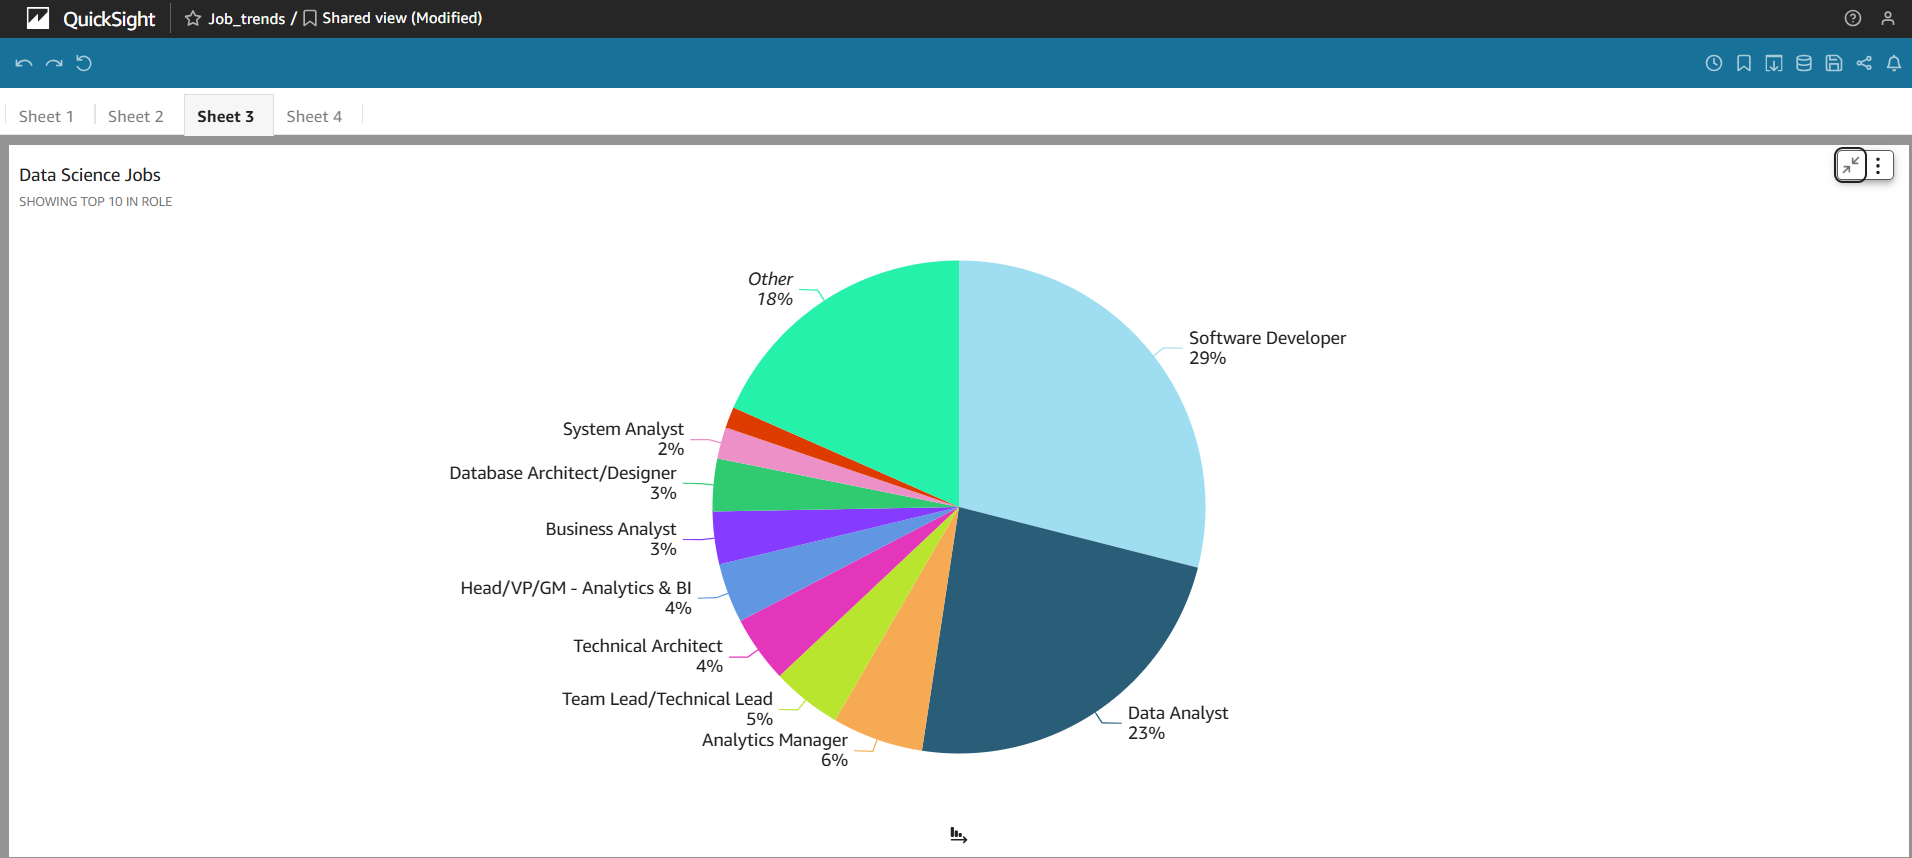 QuickSight
Job_trends / Shared view (Modified)
Sheet 1
Sheet 2
Sheet 3
Sheet 4
Data Science Jobs
SHOWING TOP 10 IN ROLE
Other
18%
Software Developer
29%
System Analyst
2%
Database Architect/Designer
3%
Business Analyst
3%
Head/VP/GM - Analytics & BI
4%
Technical Architect
4%
Team Lead/Technical Lead
5%
Analytics Manager
6%
Data Analyst
23%